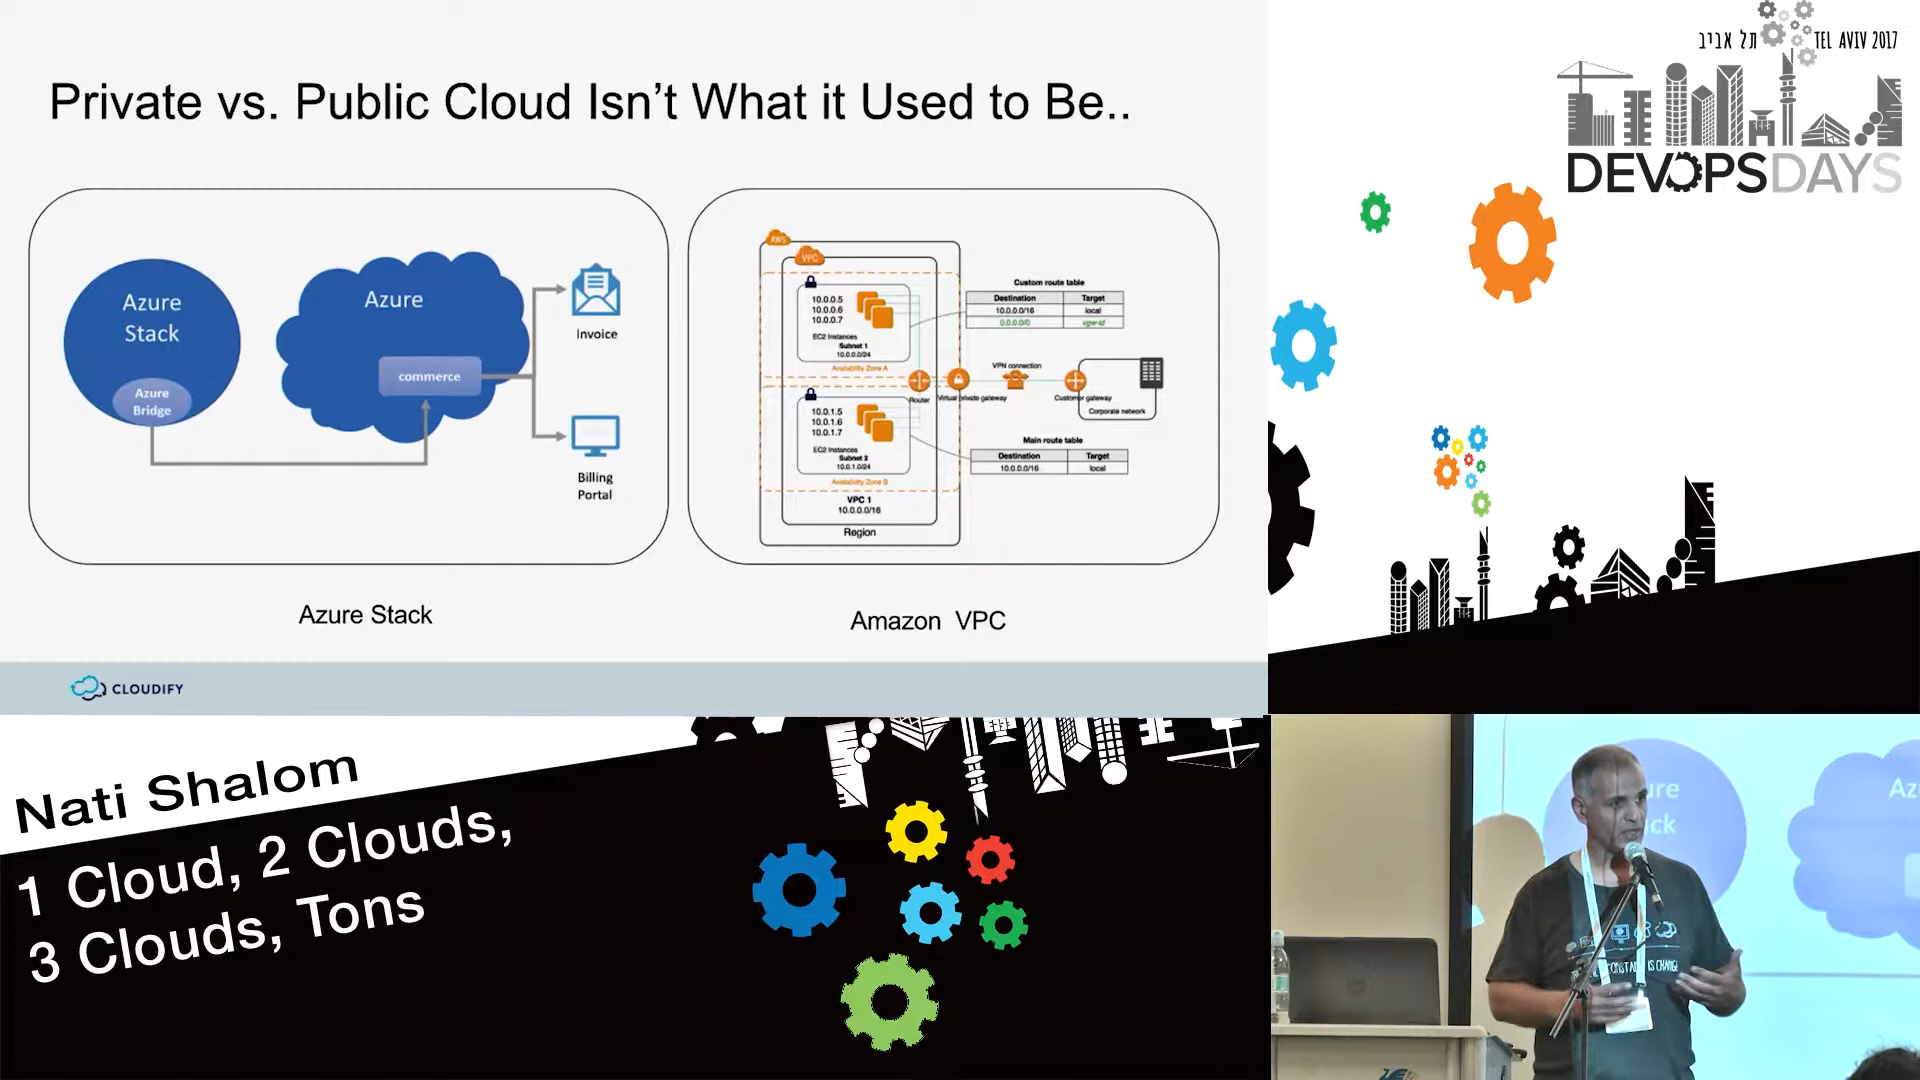 Private vs. Public Cloud Isn't What it Used to Be..
Azure
Stack
Azure
Bridge
Azure
commerce
Invoice
Billing
Portal
Azure Stack
AWS
VPC
10.0.0.5
10.0.0.6
10.0.0.7
EC2 Instances
Subnet 1
10.0.0.0/24
Availability Zone A
10.0.1.5
10.0.1.6
10.0.1.7
EC2 Instances
Subnet 2
10.0.1.0/24
Availability Zone B
VPC 1
10.0.0.0/16
Region
Router
Virtual private gateway
VPN connection
Customer gateway
Corporate network
Custom route table
Destination Target
10.0.0.0/16 local
0.0.0.0/0 vgw-id
Main route table
Destination Target
10.0.0.0/16 local
Amazon VPC
CLOUDIFY
תל אביב TEL AVIV 2017
DEVOPSDAYS
Nati Shalom
1 Cloud, 2 Clouds,
3 Clouds, Tons
IS CHANGE